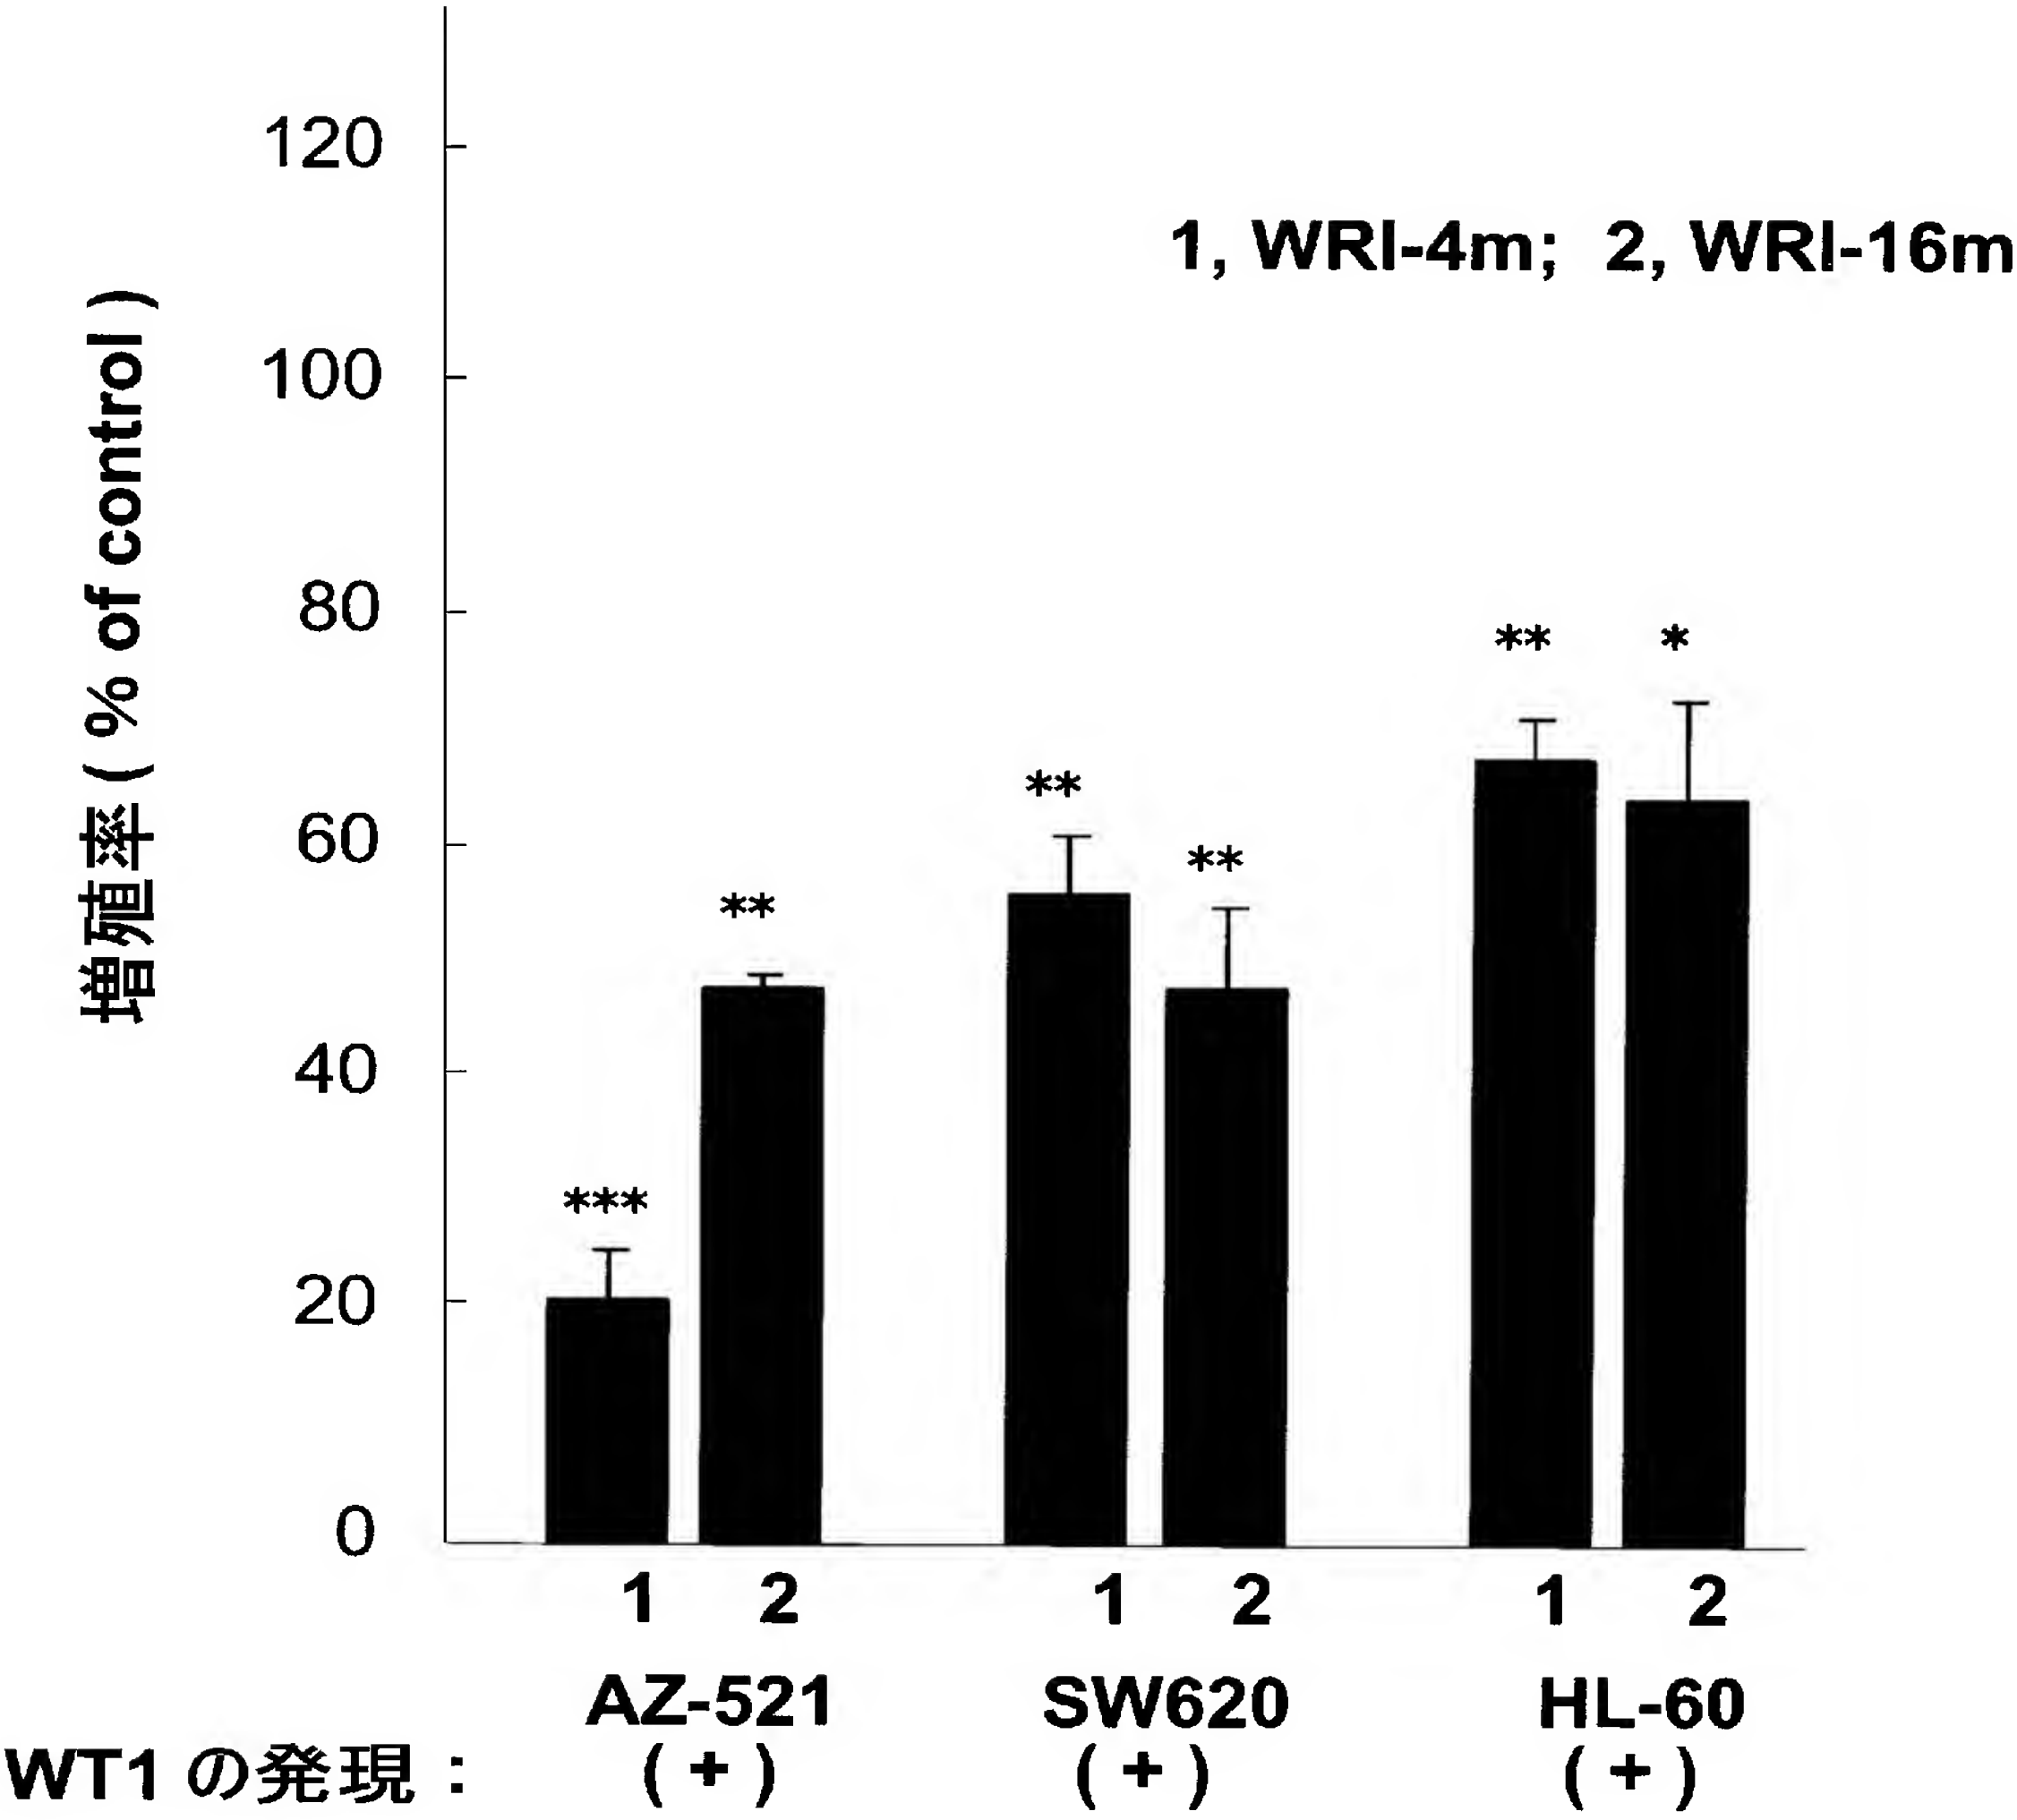 120
1, WRI-4m; 2, WRI-16m
100
80
60
40
20
0
増殖率 ( % of control )
** *
**
**
**
***
1 2 1 2 1 2
AZ-521 SW620 HL-60
WT1 の発現 : ( + ) ( + ) ( + )